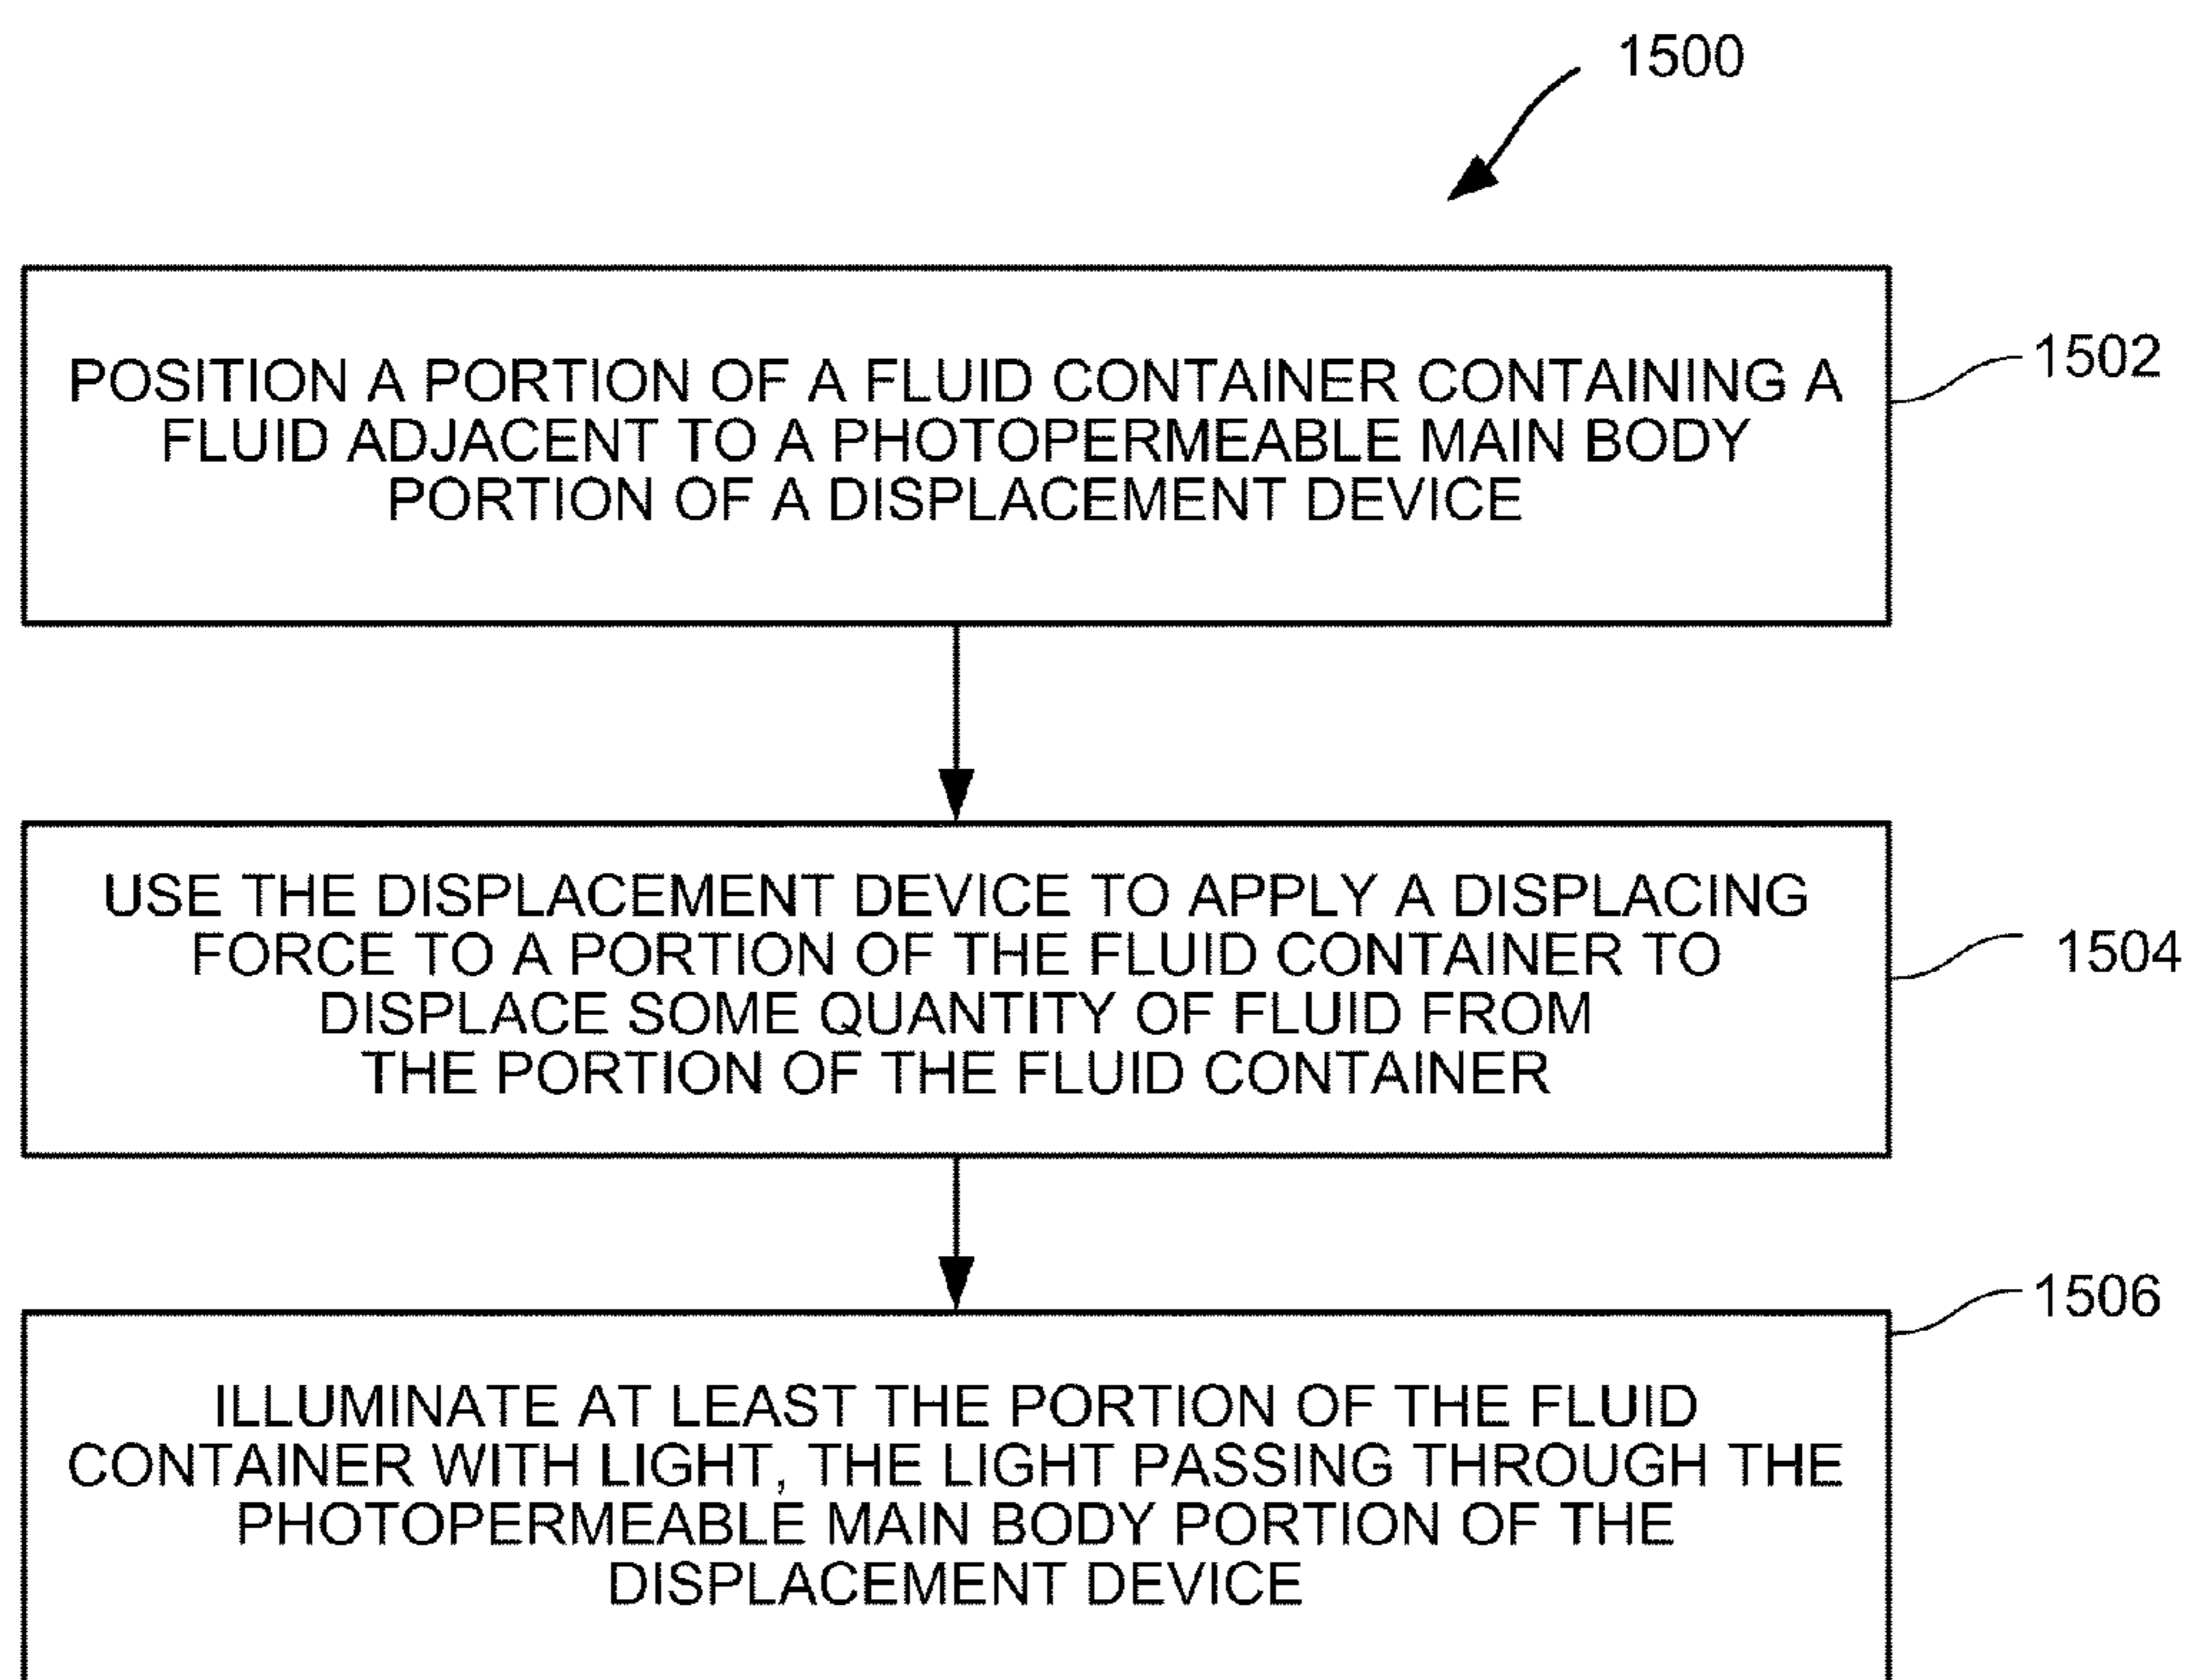 1500
POSITION A PORTION OF A FLUID CONTAINER CONTAINING A
FLUID ADJACENT TO A PHOTOPERMEABLE MAIN BODY
PORTION OF A DISPLACEMENT DEVICE
1502
USE THE DISPLACEMENT DEVICE TO APPLY A DISPLACING
FORCE TO A PORTION OF THE FLUID CONTAINER TO
DISPLACE SOME QUANTITY OF FLUID FROM
THE PORTION OF THE FLUID CONTAINER
1504
ILLUMINATE AT LEAST THE PORTION OF THE FLUID
CONTAINER WITH LIGHT, THE LIGHT PASSING THROUGH THE
PHOTOPERMEABLE MAIN BODY PORTION OF THE
DISPLACEMENT DEVICE
1506